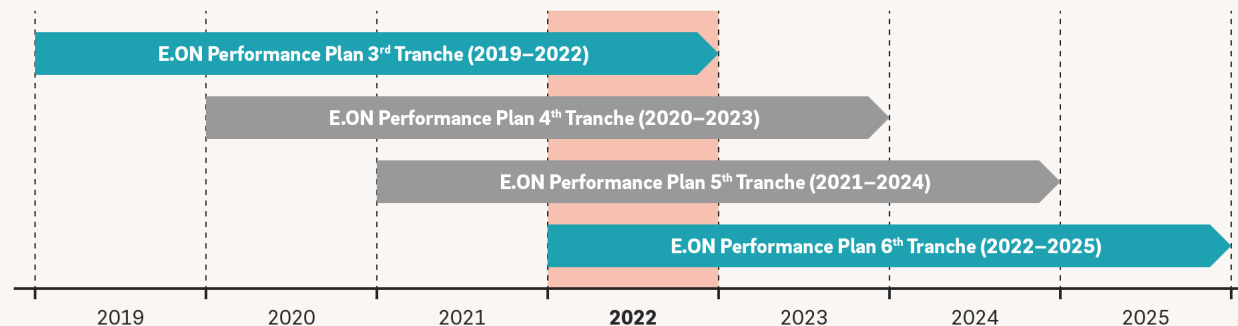 E.ON Performance Plan 3rd Tranche (2019–2022)
E.ON Performance Plan 4th Tranche (2020–2023)
E.ON Performance Plan 5th Tranche (2021–2024)
E.ON Performance Plan 6th Tranche (2022–2025)
2019 2020 2021 2022 2023 2024 2025